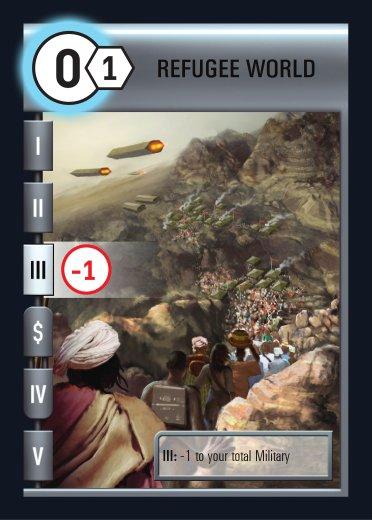 0 1 REFUGEE WORLD
I
II
III -1
$
IV
V
III: -1 to your total Military